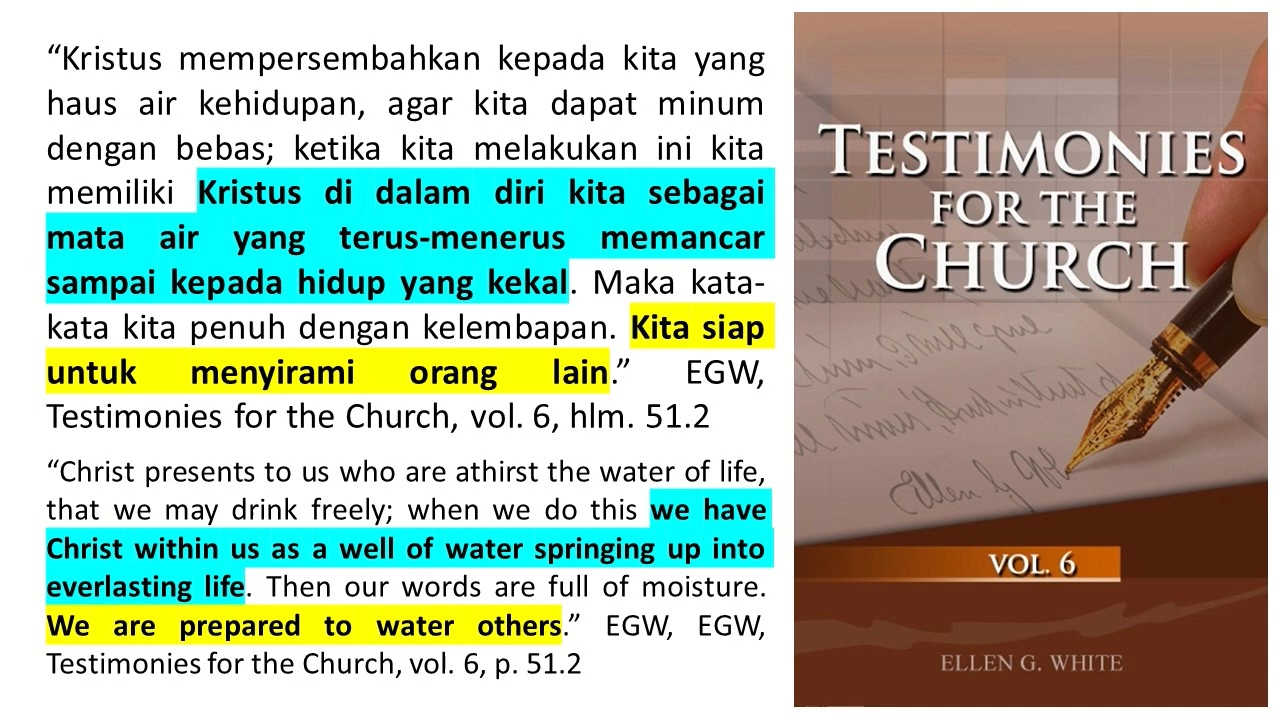 “Kristus mempersembahkan kepada kita yang
haus air kehidupan, agar kita dapat minum
dengan bebas; ketika kita melakukan ini kita
memiliki Kristus di dalam diri kita sebagai
mata air yang terus-menerus memancar
sampai kepada hidup yang kekal. Maka kata-
kata kita penuh dengan kelembapan. Kita siap
untuk menyirami orang lain.” EGW,
Testimonies for the Church, vol. 6, hlm. 51.2
“Christ presents to us who are athirst the water of life,
that we may drink freely; when we do this we have
Christ within us as a well of water springing up into
everlasting life. Then our words are full of moisture.
We are prepared to water others.” EGW, EGW,
Testimonies for the Church, vol. 6, p. 51.2
TESTIMONIES
FOR THE
CHURCH
VOL. 6
ELLEN G. WHITE